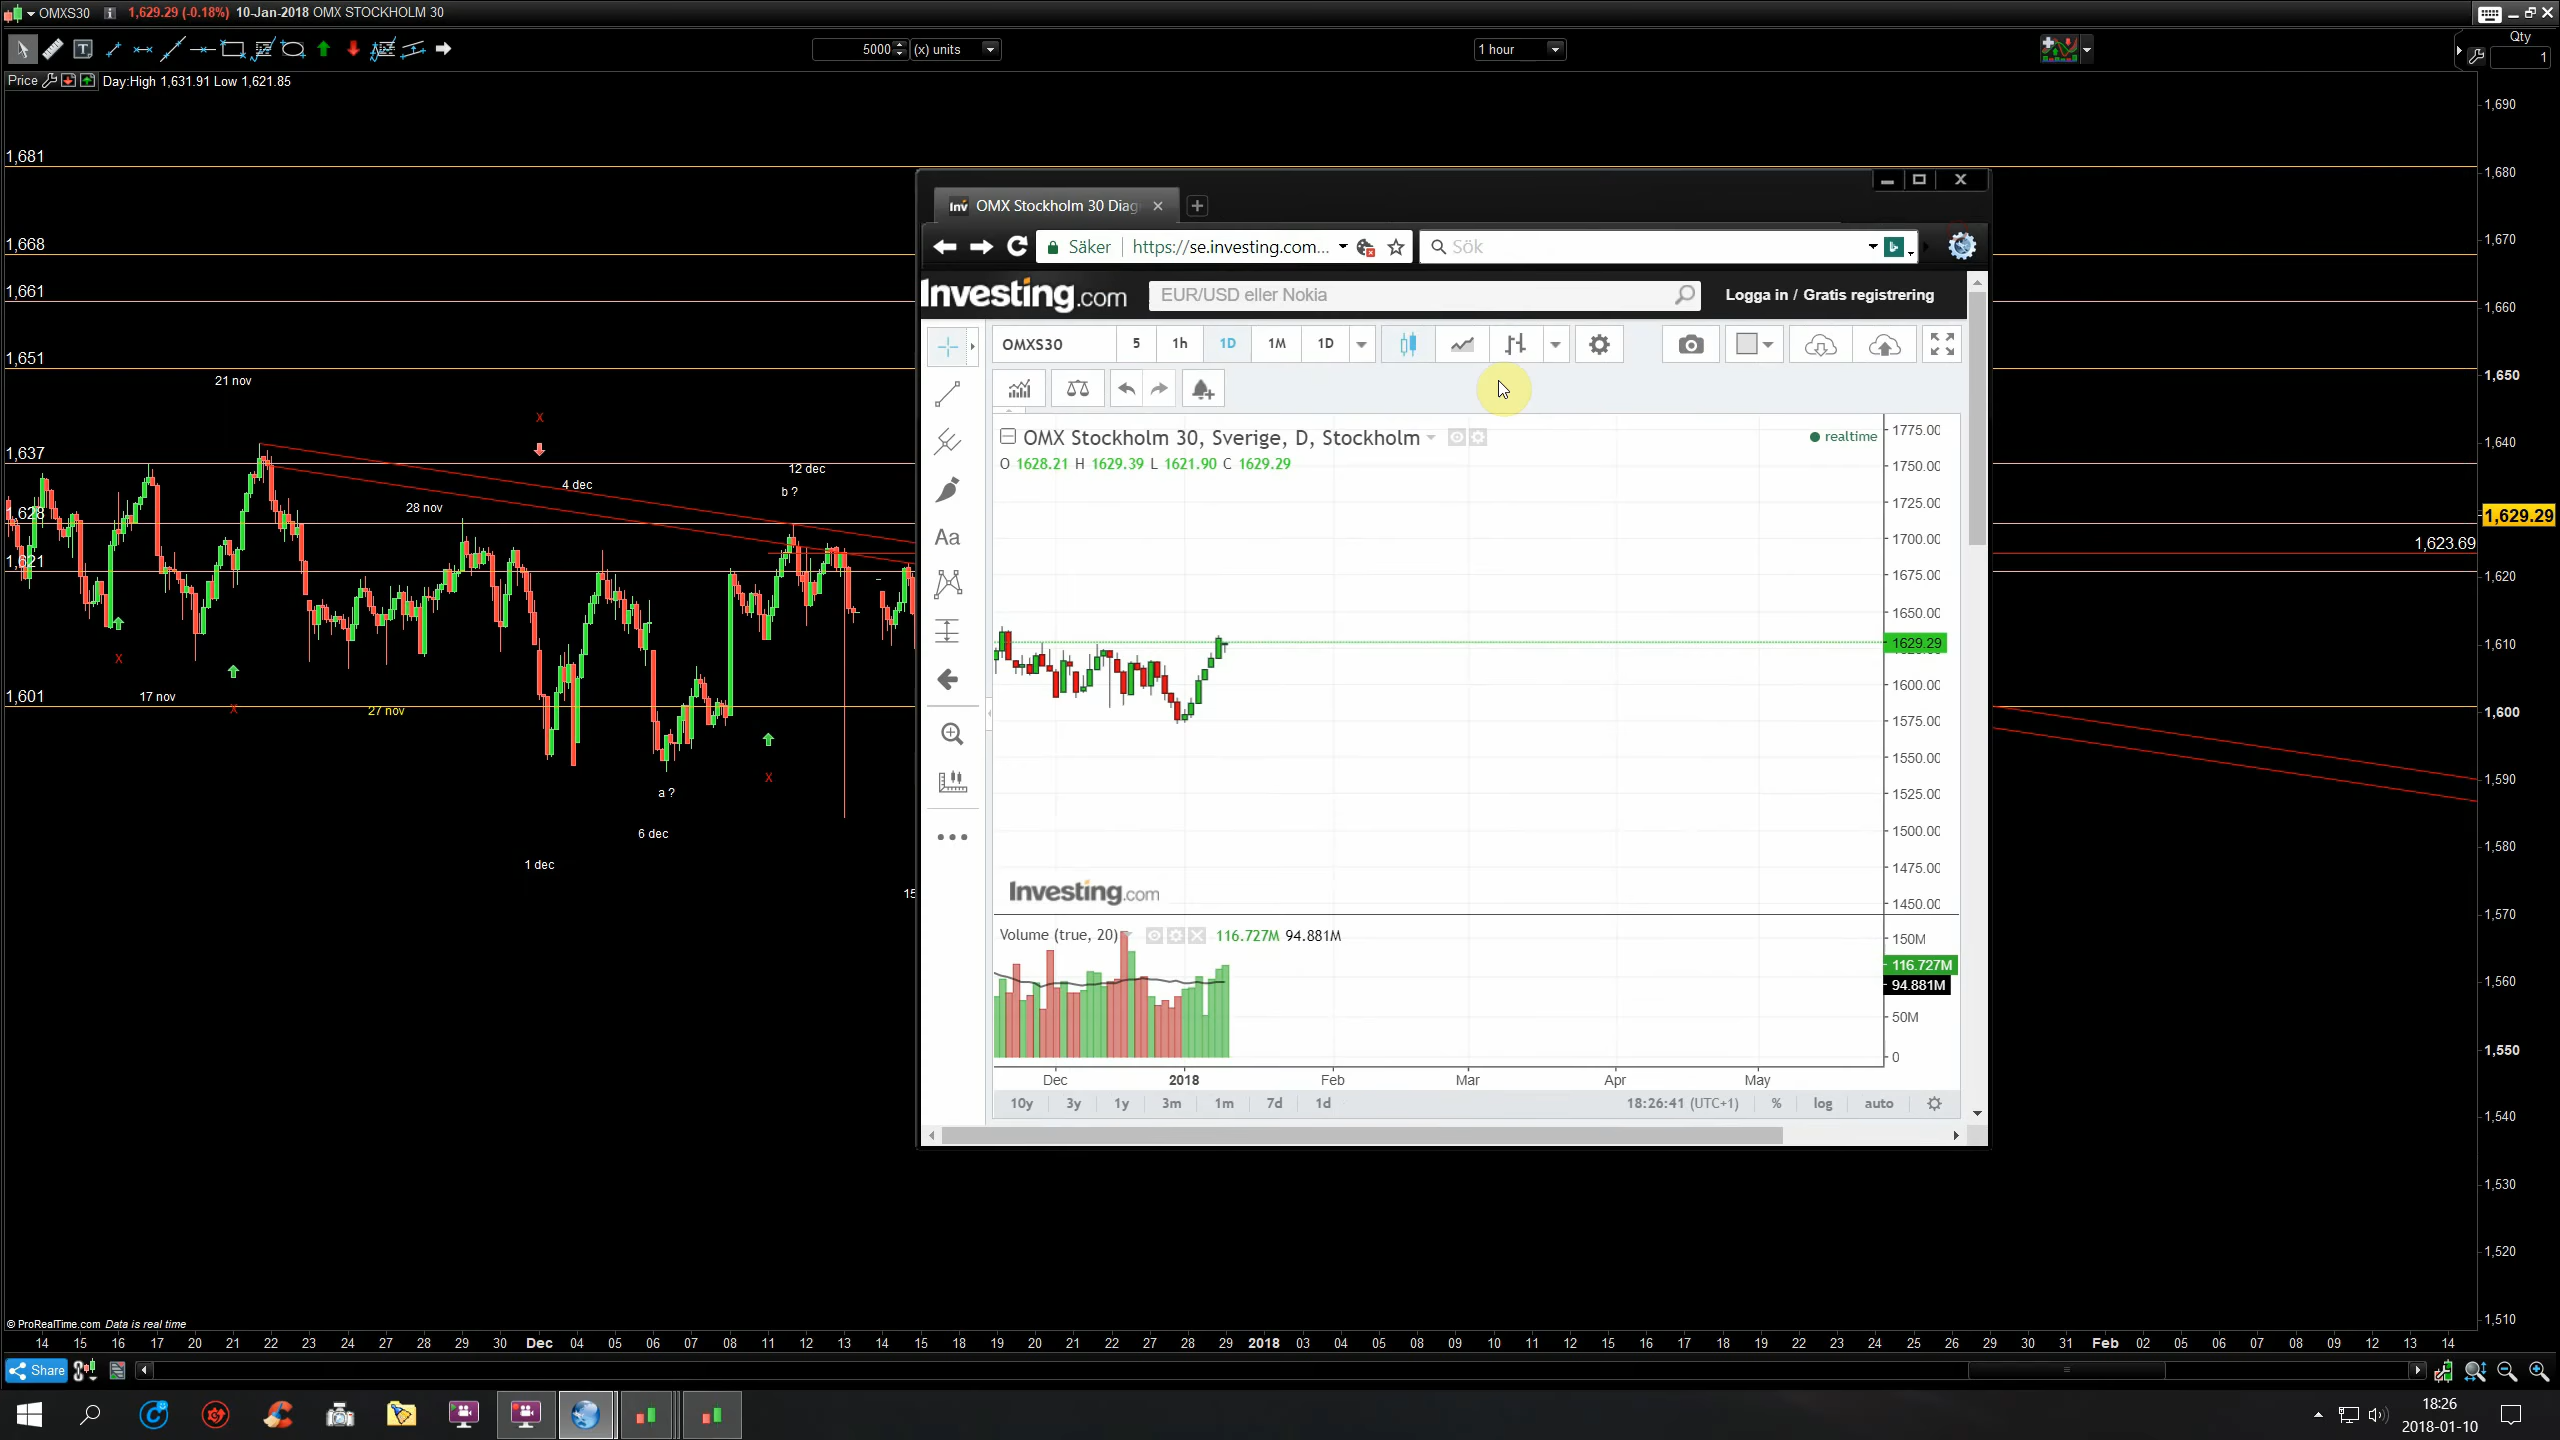 OMXS30 1,629.29 (-0.18%) 10-Jan-2018 OMX STOCKHOLM 30
5000 (x) units 1 hour Qty
1
Price Day:High 1,631.91 Low 1,621.85
1,681
1,668
1,661
1,651
21 nov
1,637
X
12 dec
4 dec
b ?
28 nov
1,628
1,621
X
17 nov
1,601
X
27 nov
X
a ?
6 dec
1 dec
15
OMX Stockholm 30 Diag
Säker https://se.investing.com...
Sök
Investing.com
EUR/USD eller Nokia
Logga in / Gratis registrering
OMXS30 5 1h 1D 1M 1D
Aa
OMX Stockholm 30, Sverige, D, Stockholm
realtime
O 1628.21 H 1629.39 L 1621.90 C 1629.29
1775.00
1750.00
1725.00
1700.00
1675.00
1650.00
1629.29
1600.00
1575.00
1550.00
1525.00
1500.00
1475.00
1450.00
Investing.com
Volume (true, 20) 116.727M 94.881M
150M
116.727M
94.881M
50M
0
Dec 2018 Feb Mar Apr May
10y 3y 1y 3m 1m 7d 1d 18:26:41 (UTC+1) % log auto
1,690
1,680
1,670
1,660
1,650
1,640
1,629.29
1,623.69
1,620
1,610
1,600
1,590
1,580
1,570
1,560
1,550
1,540
1,530
1,520
1,510
© ProRealTime.com Data is real time
14 15 16 17 20 21 22 23 24 27 28 29 30 Dec 04 05 06 07 08 11 12 13 14 15 18 19 20 21 22 27 28 29 2018 03 04 05 08 09 10 11 12 15 16 17 18 19 22 23 24 25 26 29 30 31 Feb 02 05 06 07 08 09 12 13 14
Share
18:26
2018-01-10